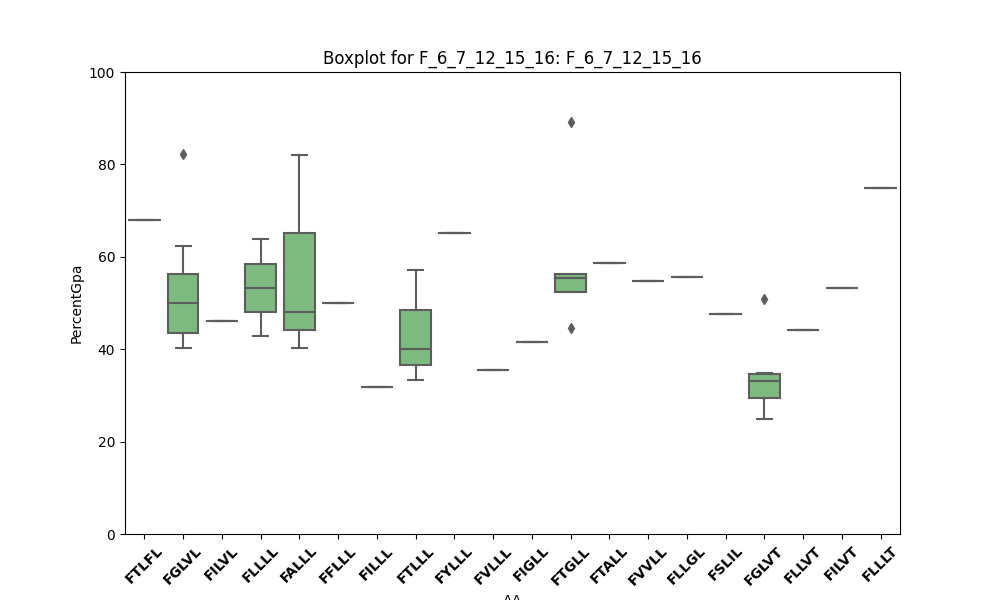 Boxplot for F_6_7_12_15_16: F_6_7_12_15_16
100
80
60
40
20
0
PercentGpa
FTLFL FGLVL FILVL FLLLL FALLL FFLLL FILLL FTLLL FYLLL FVLLL FIGLL FTGLL FTALL FVVLL FLLGL FSLIL FGLVT FLLVT FILVT FLLLT
AA